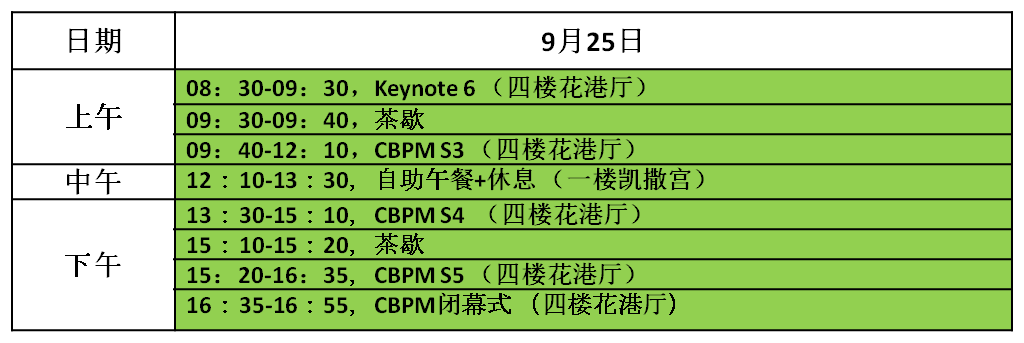 日期
9月25日
上午
08：30-09：30，Keynote 6 （四楼花港厅）
09：30-09：40，茶歇
09：40-12：10，CBPM S3 （四楼花港厅）
中午
12：10-13：30, 自助午餐+休息 （一楼凯撒宫）
下午
13：30-15：10, CBPM S4 （四楼花港厅）
15：10-15：20, 茶歇
15：20-16：35, CBPM S5 （四楼花港厅）
16：35-16：55, CBPM闭幕式 （四楼花港厅）